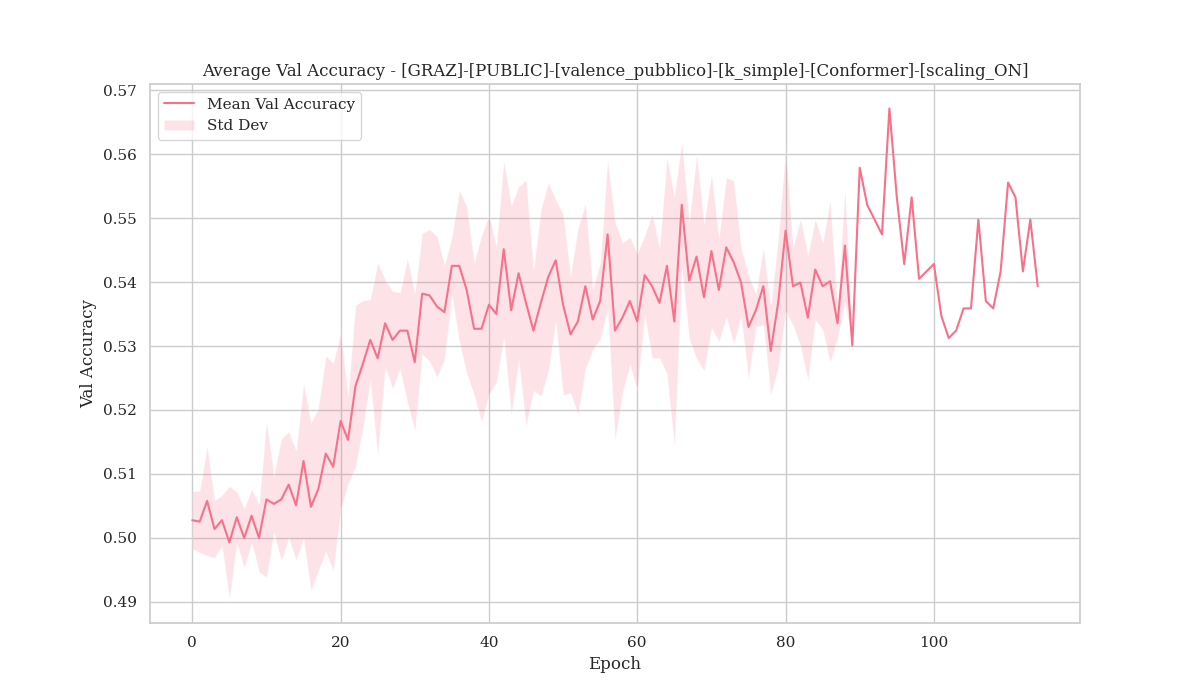 Average Val Accuracy - [GRAZ]-[PUBLIC]-[valence_pubblico]-[k_simple]-[Conformer]-[scaling_ON]
Mean Val Accuracy
Std Dev
0.57
0.56
0.55
0.54
0.53
0.52
0.51
0.50
0.49
Val Accuracy
0 20 40 60 80 100
Epoch